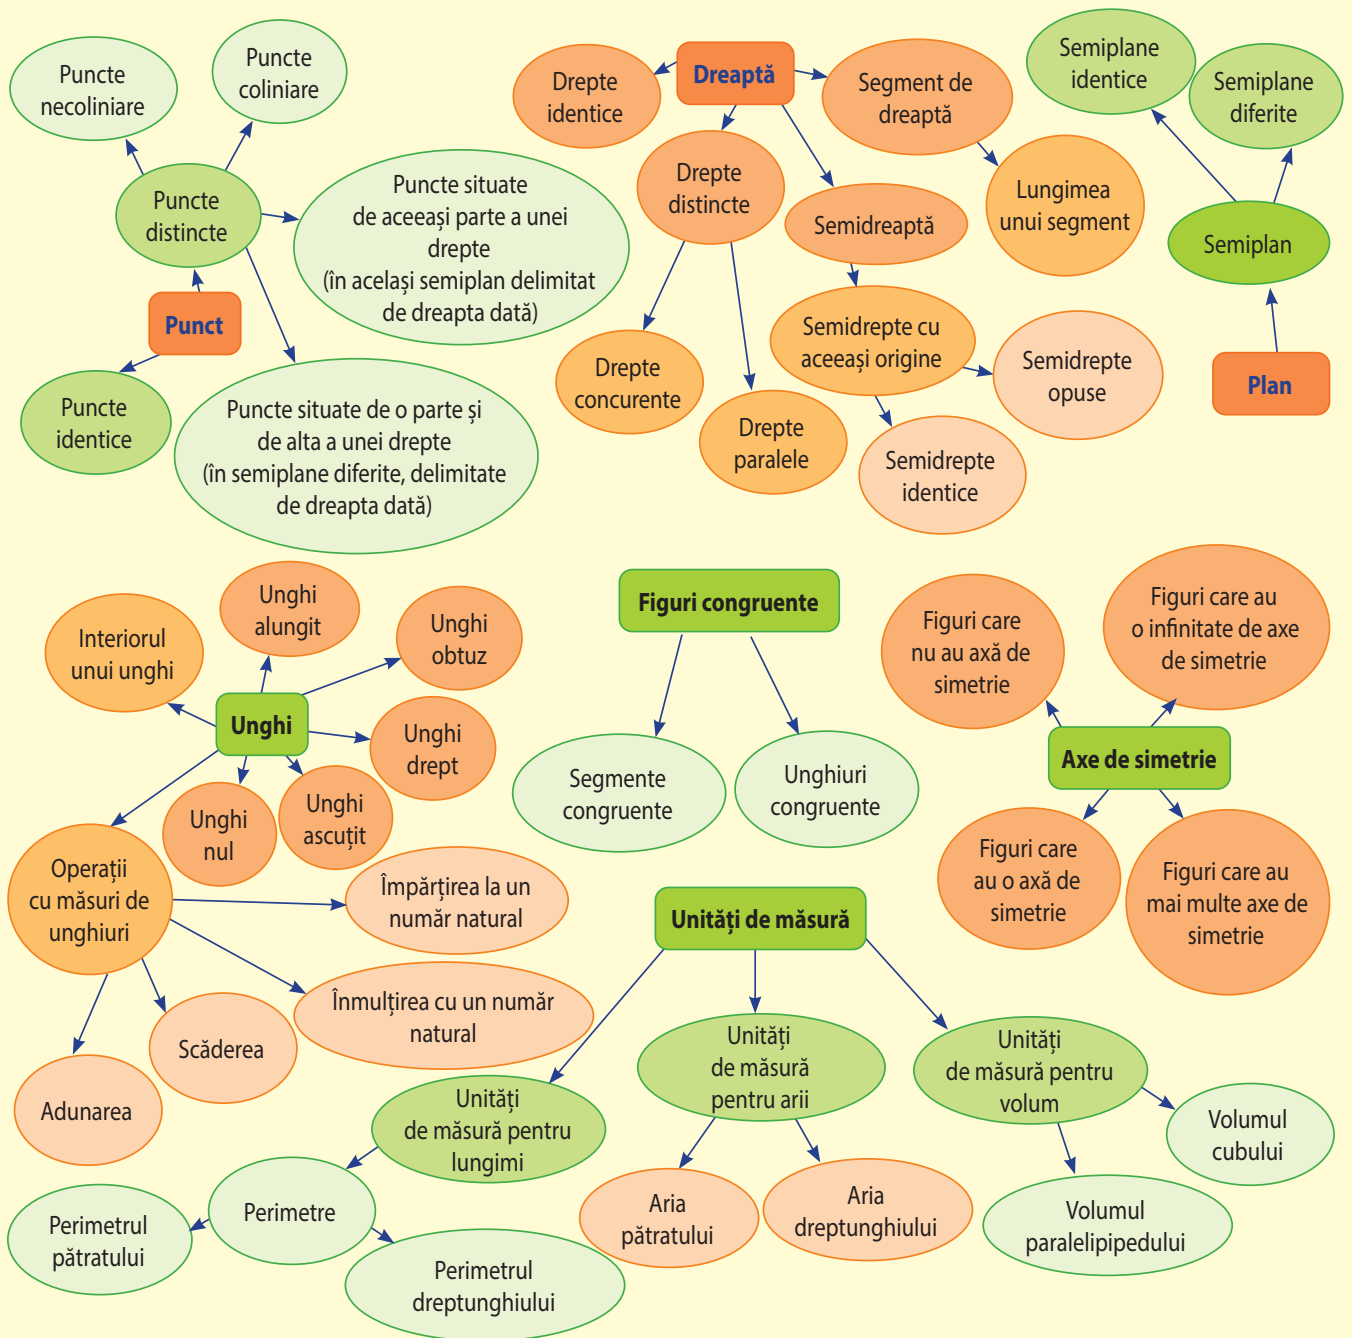 Puncte
necoliniare
Puncte
coliniare
Puncte
distincte
Puncte situate
de aceeași parte a unei
drepte
(în același semiplan delimitat
de dreapta dată)
Punct
Puncte
identice
Puncte situate de o parte și
de alta a unei drepte
(în semiplane diferite, delimitate
de dreapta dată)
Drepte
identice
Dreaptă
Segment de
dreaptă
Drepte
distincte
Lungimea
unui segment
Semidreaptă
Semidrepte cu
aceeași origine
Drepte
concurente
Semidrepte
opuse
Drepte
paralele
Semidrepte
identice
Semiplane
identice
Semiplane
diferite
Semiplan
Plan
Interiorul
unui unghi
Unghi
alungit
Unghi
obtuz
Unghi
Unghi
drept
Unghi
nul
Unghi
ascuțit
Operații
cu măsuri de
unghiuri
Împărțirea la un
număr natural
Înmulțirea cu un număr
natural
Scăderea
Adunarea
Figuri congruente
Segmente
congruente
Unghiuri
congruente
Figuri care
nu au axă de
simetrie
Figuri care au
o infinitate de axe
de simetrie
Axe de simetrie
Figuri care
au o axă de
simetrie
Figuri care au
mai multe axe de
simetrie
Unități de măsură
Unități
de măsură pentru
lungimi
Unități
de măsură
pentru arii
Unități
de măsură pentru
volum
Perimetre
Perimetrul
pătratului
Perimetrul
dreptunghiului
Aria
pătratului
Aria
dreptunghiului
Volumul
cubului
Volumul
paralelipipedului